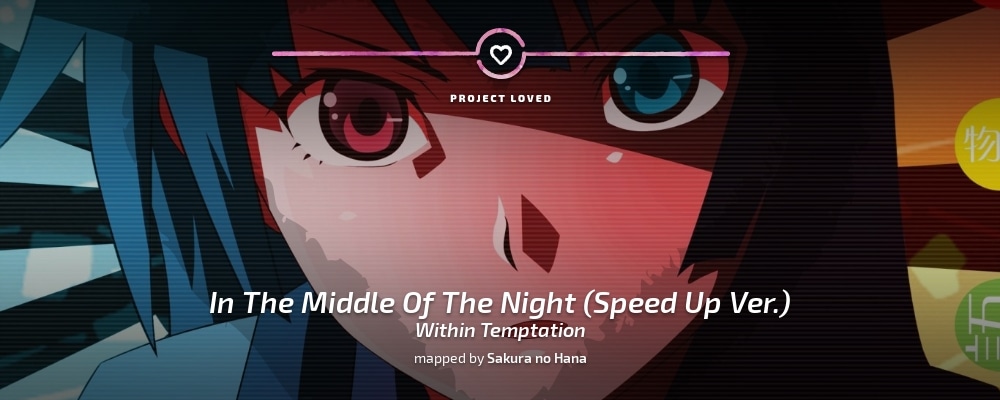 PROJECT LOVED
物
In The Middle Of The Night (Speed Up Ver.)
Within Temptation
mapped by Sakura no Hana